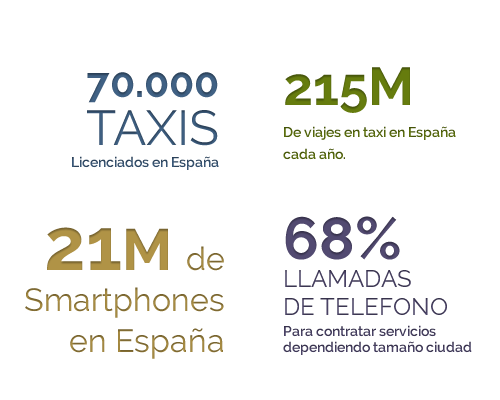 70.000
TAXIS
Licenciados en España
215M
De viajes en taxi en España
cada año.
21M de
Smartphones
en España
68%
LLAMADAS
DE TELEFONO
Para contratar servicios
dependiendo tamaño ciudad